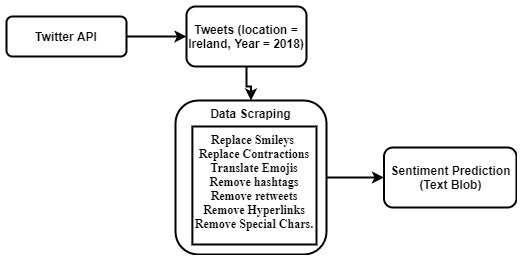 Twitter API
Tweets (location =
Ireland, Year = 2018)
Data Scraping
Replace Smileys
Replace Contractions
Translate Emojis
Remove hashtags
Remove retweets
Remove Hyperlinks
Remove Special Chars.
Sentiment Prediction
(Text Blob)